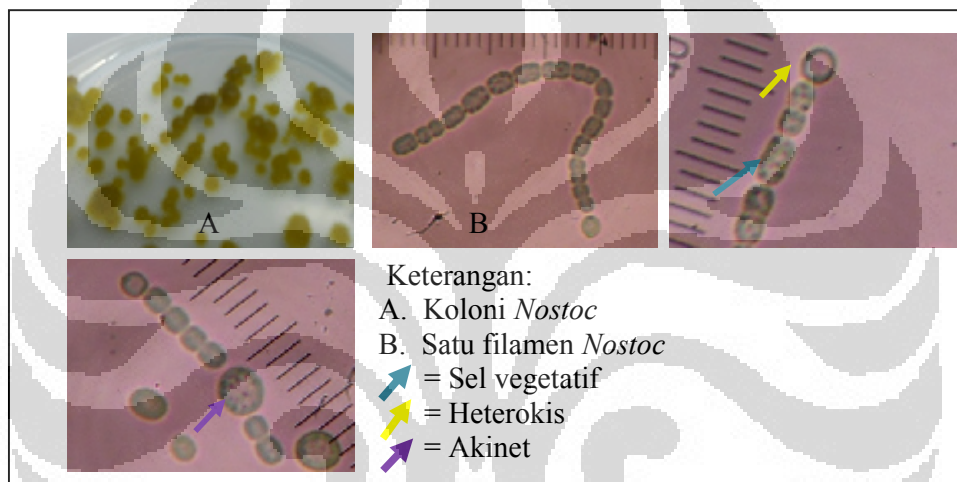 A
B
Keterangan:
A. Koloni Nostoc
B. Satu filamen Nostoc
= Sel vegetatif
= Heterokis
= Akinet